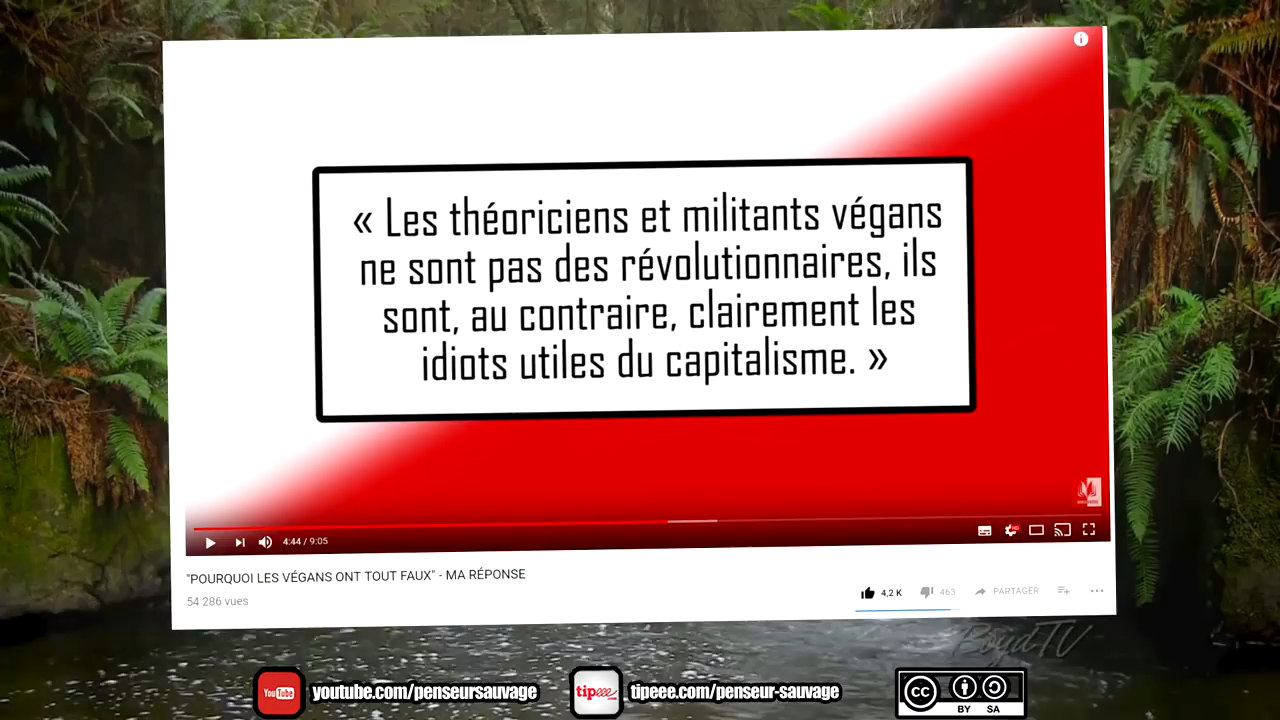 « Les théoriciens et militants végans
ne sont pas des révolutionnaires, ils
sont, au contraire, clairement les
idiots utiles du capitalisme. »
4:44 / 9:05
"POURQUOI LES VÉGANS ONT TOUT FAUX" - MA RÉPONSE
54 286 vues
4,2 K
463
PARTAGER
BoydTV
YouTube
youtube.com/penseursauvage
tipeee
tipeee.com/penseur-sauvage
cc
BY SA